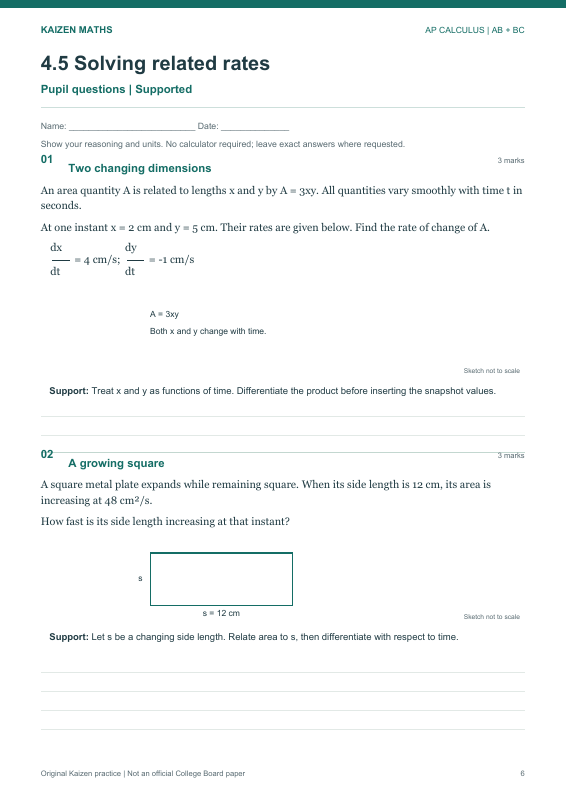 KAIZEN MATHS
AP CALCULUS | AB + BC
4.5 Solving related rates
Pupil questions | Supported
Name: __________________________ Date: ______________
Show your reasoning and units. No calculator required; leave exact answers where requested.
01
3 marks
Two changing dimensions
An area quantity A is related to lengths x and y by A = 3xy. All quantities vary smoothly with time t in
seconds.
At one instant x = 2 cm and y = 5 cm. Their rates are given below. Find the rate of change of A.
dx/dt = 4 cm/s; dy/dt = -1 cm/s
A = 3xy
Both x and y change with time.
Sketch not to scale
Support: Treat x and y as functions of time. Differentiate the product before inserting the snapshot values.
02
3 marks
A growing square
A square metal plate expands while remaining square. When its side length is 12 cm, its area is
increasing at 48 cm²/s.
How fast is its side length increasing at that instant?
s
s = 12 cm
Sketch not to scale
Support: Let s be a changing side length. Relate area to s, then differentiate with respect to time.
Original Kaizen practice | Not an official College Board paper
6